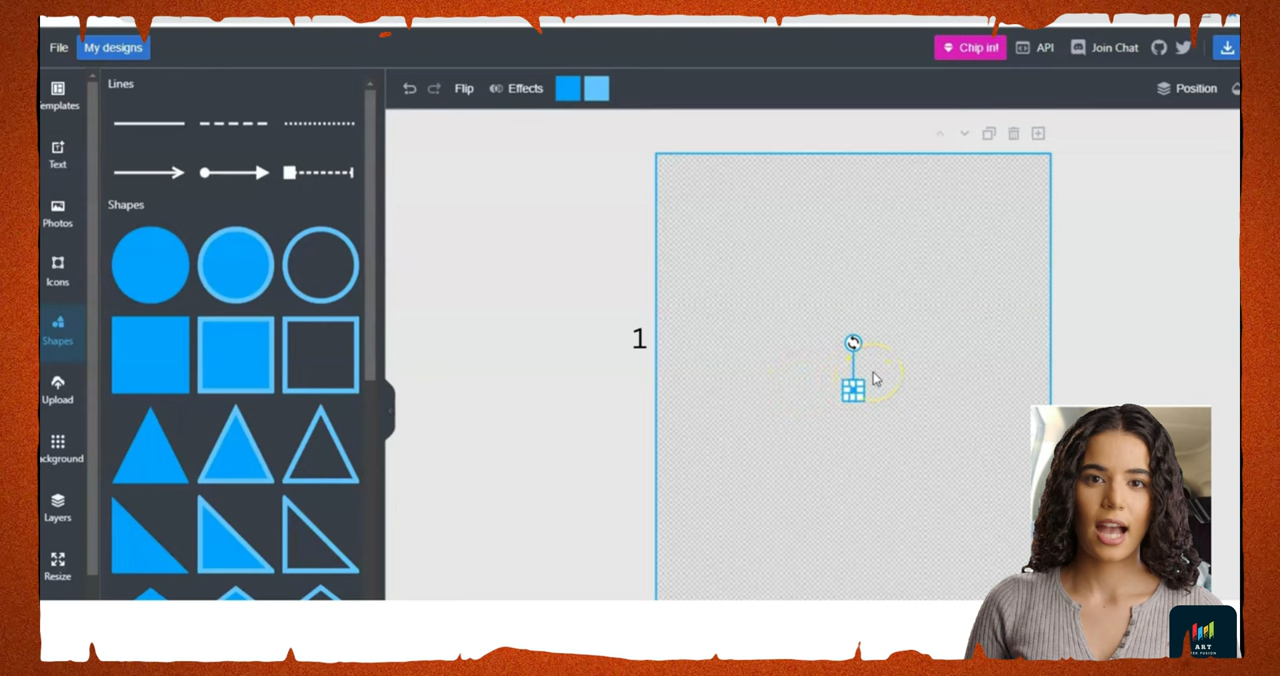 File My designs Chip in! API Join Chat
Lines
Flip Effects Position
emplates
Text
Shapes
Photos
Icons
Shapes
1
Upload
ckground
Layers
Resize
ART